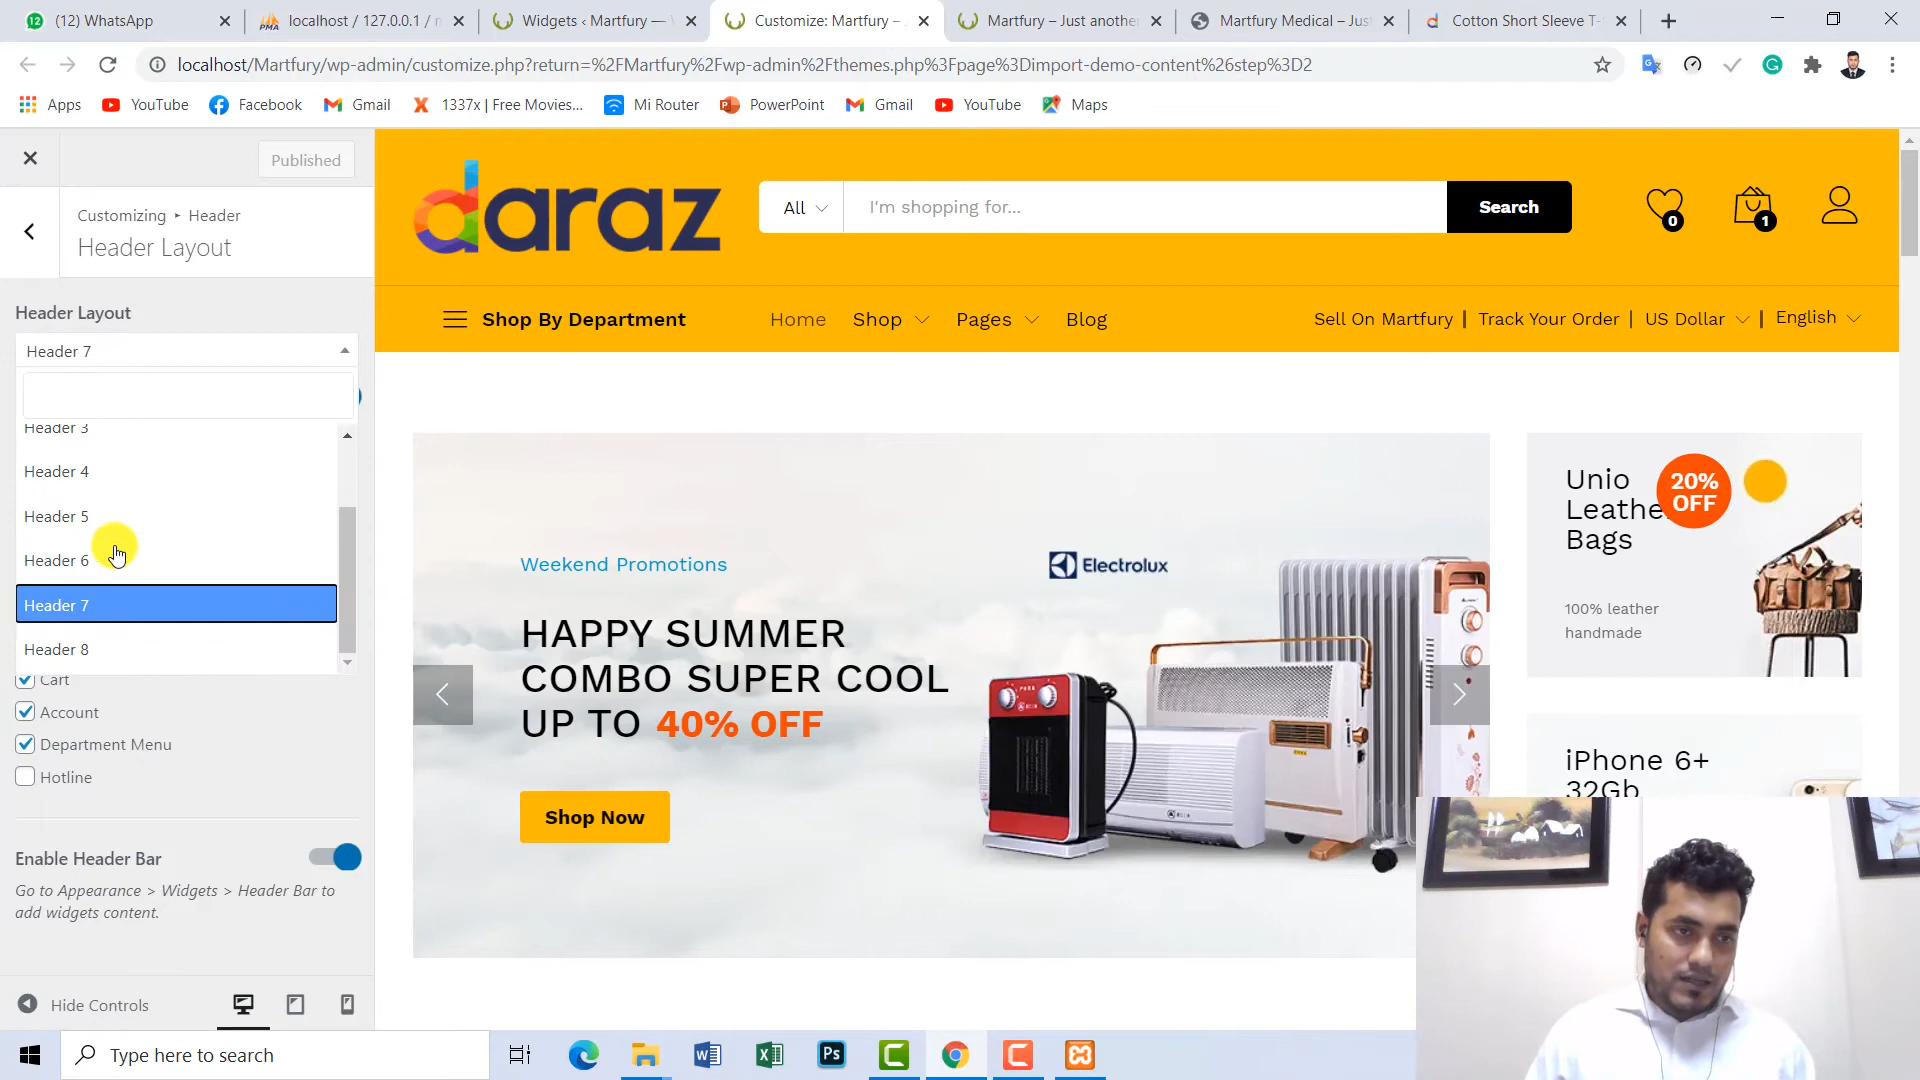 (12) WhatsApp
localhost / 127.0.0.1 / m
Widgets ‹ Martfury —
Customize: Martfury –
Martfury – Just another
Martfury Medical – Jus
Cotton Short Sleeve T-
localhost/Martfury/wp-admin/customize.php?return=%2FMartfury%2Fwp-admin%2Fthemes.php%3Fpage%3Dimport-demo-content%26step%3D2
Apps
YouTube
Facebook
Gmail
1337x | Free Movies...
Mi Router
PowerPoint
Gmail
YouTube
Maps
Published
Customizing ▸ Header
Header Layout
Header Layout
Header 7
Header 3
Header 4
Header 5
Header 6
Header 7
Header 8
Cart
Account
Department Menu
Hotline
Enable Header Bar
Go to Appearance > Widgets > Header Bar to
add widgets content.
Hide Controls
daraz
All
I'm shopping for...
Search
0
1
Shop By Department
Home
Shop
Pages
Blog
Sell On Martfury |
Track Your Order |
US Dollar |
English
Weekend Promotions
HAPPY SUMMER
COMBO SUPER COOL
UP TO 40% OFF
Shop Now
Electrolux
Unio
Leathe
Bags
20%
OFF
100% leather
handmade
iPhone 6+
32Gb
Type here to search